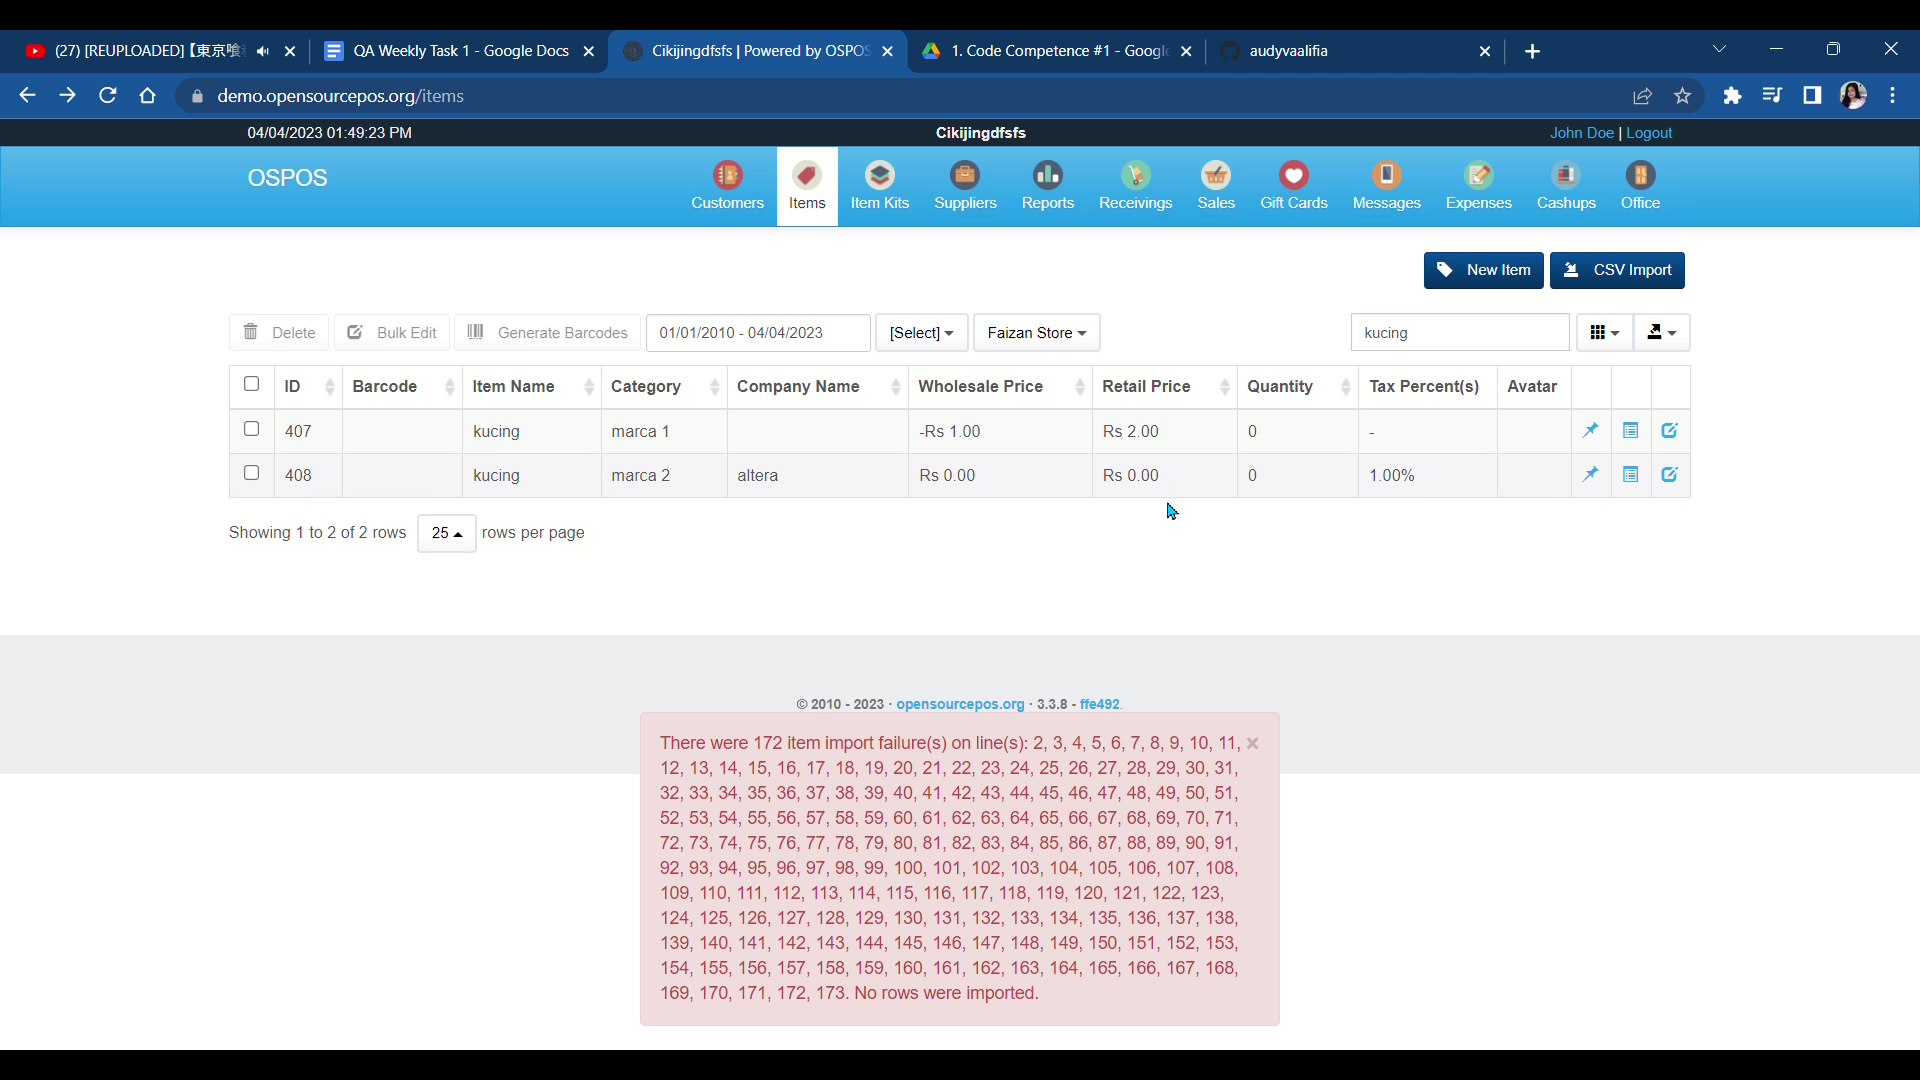 (27) [REUPLOADED]【東京喰
QA Weekly Task 1 - Google Docs
Cikijingdfsfs | Powered by OSPOS
1. Code Competence #1 - Google
audyvaalifia
demo.opensourcepos.org/items
04/04/2023 01:49:23 PM
Cikijingdfsfs
John Doe | Logout
OSPOS
Customers
Items
Item Kits
Suppliers
Reports
Receivings
Sales
Gift Cards
Messages
Expenses
Cashups
Office
New Item
CSV Import
Delete
Bulk Edit
Generate Barcodes
01/01/2010 - 04/04/2023
[Select]
Faizan Store
kucing
ID Barcode Item Name Category Company Name Wholesale Price Retail Price Quantity Tax Percent(s) Avatar
407 kucing marca 1 -Rs 1.00 Rs 2.00 0 -
408 kucing marca 2 altera Rs 0.00 Rs 0.00 0 1.00%
Showing 1 to 2 of 2 rows 25 rows per page
© 2010 - 2023 · opensourcepos.org · 3.3.8 - ffe492.
There were 172 item import failure(s) on line(s): 2, 3, 4, 5, 6, 7, 8, 9, 10, 11,
12, 13, 14, 15, 16, 17, 18, 19, 20, 21, 22, 23, 24, 25, 26, 27, 28, 29, 30, 31,
32, 33, 34, 35, 36, 37, 38, 39, 40, 41, 42, 43, 44, 45, 46, 47, 48, 49, 50, 51,
52, 53, 54, 55, 56, 57, 58, 59, 60, 61, 62, 63, 64, 65, 66, 67, 68, 69, 70, 71,
72, 73, 74, 75, 76, 77, 78, 79, 80, 81, 82, 83, 84, 85, 86, 87, 88, 89, 90, 91,
92, 93, 94, 95, 96, 97, 98, 99, 100, 101, 102, 103, 104, 105, 106, 107, 108,
109, 110, 111, 112, 113, 114, 115, 116, 117, 118, 119, 120, 121, 122, 123,
124, 125, 126, 127, 128, 129, 130, 131, 132, 133, 134, 135, 136, 137, 138,
139, 140, 141, 142, 143, 144, 145, 146, 147, 148, 149, 150, 151, 152, 153,
154, 155, 156, 157, 158, 159, 160, 161, 162, 163, 164, 165, 166, 167, 168,
169, 170, 171, 172, 173. No rows were imported.